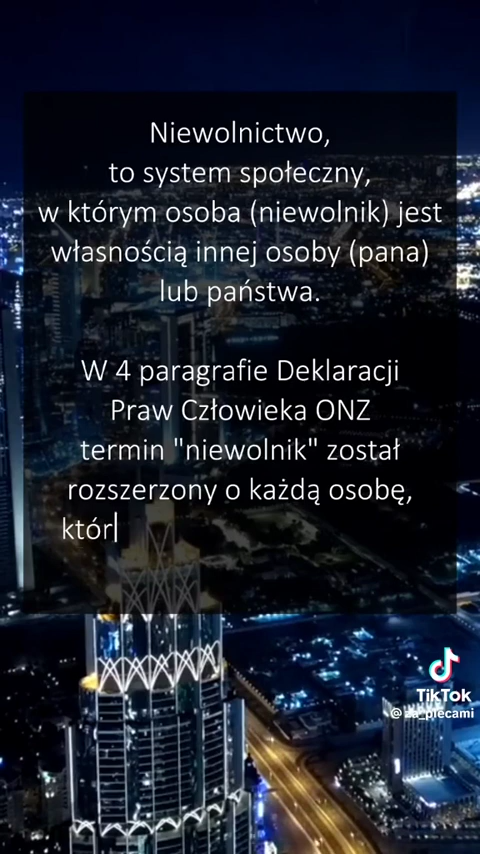 Niewolnictwo,
to system społeczny,
w którym osoba (niewolnik) jest
własnością innej osoby (pana)
lub państwa.
W 4 paragrafie Deklaracji
Praw Człowieka ONZ
termin "niewolnik" został
rozszerzony o każdą osobę,
któr
TikTok
@za_plecami